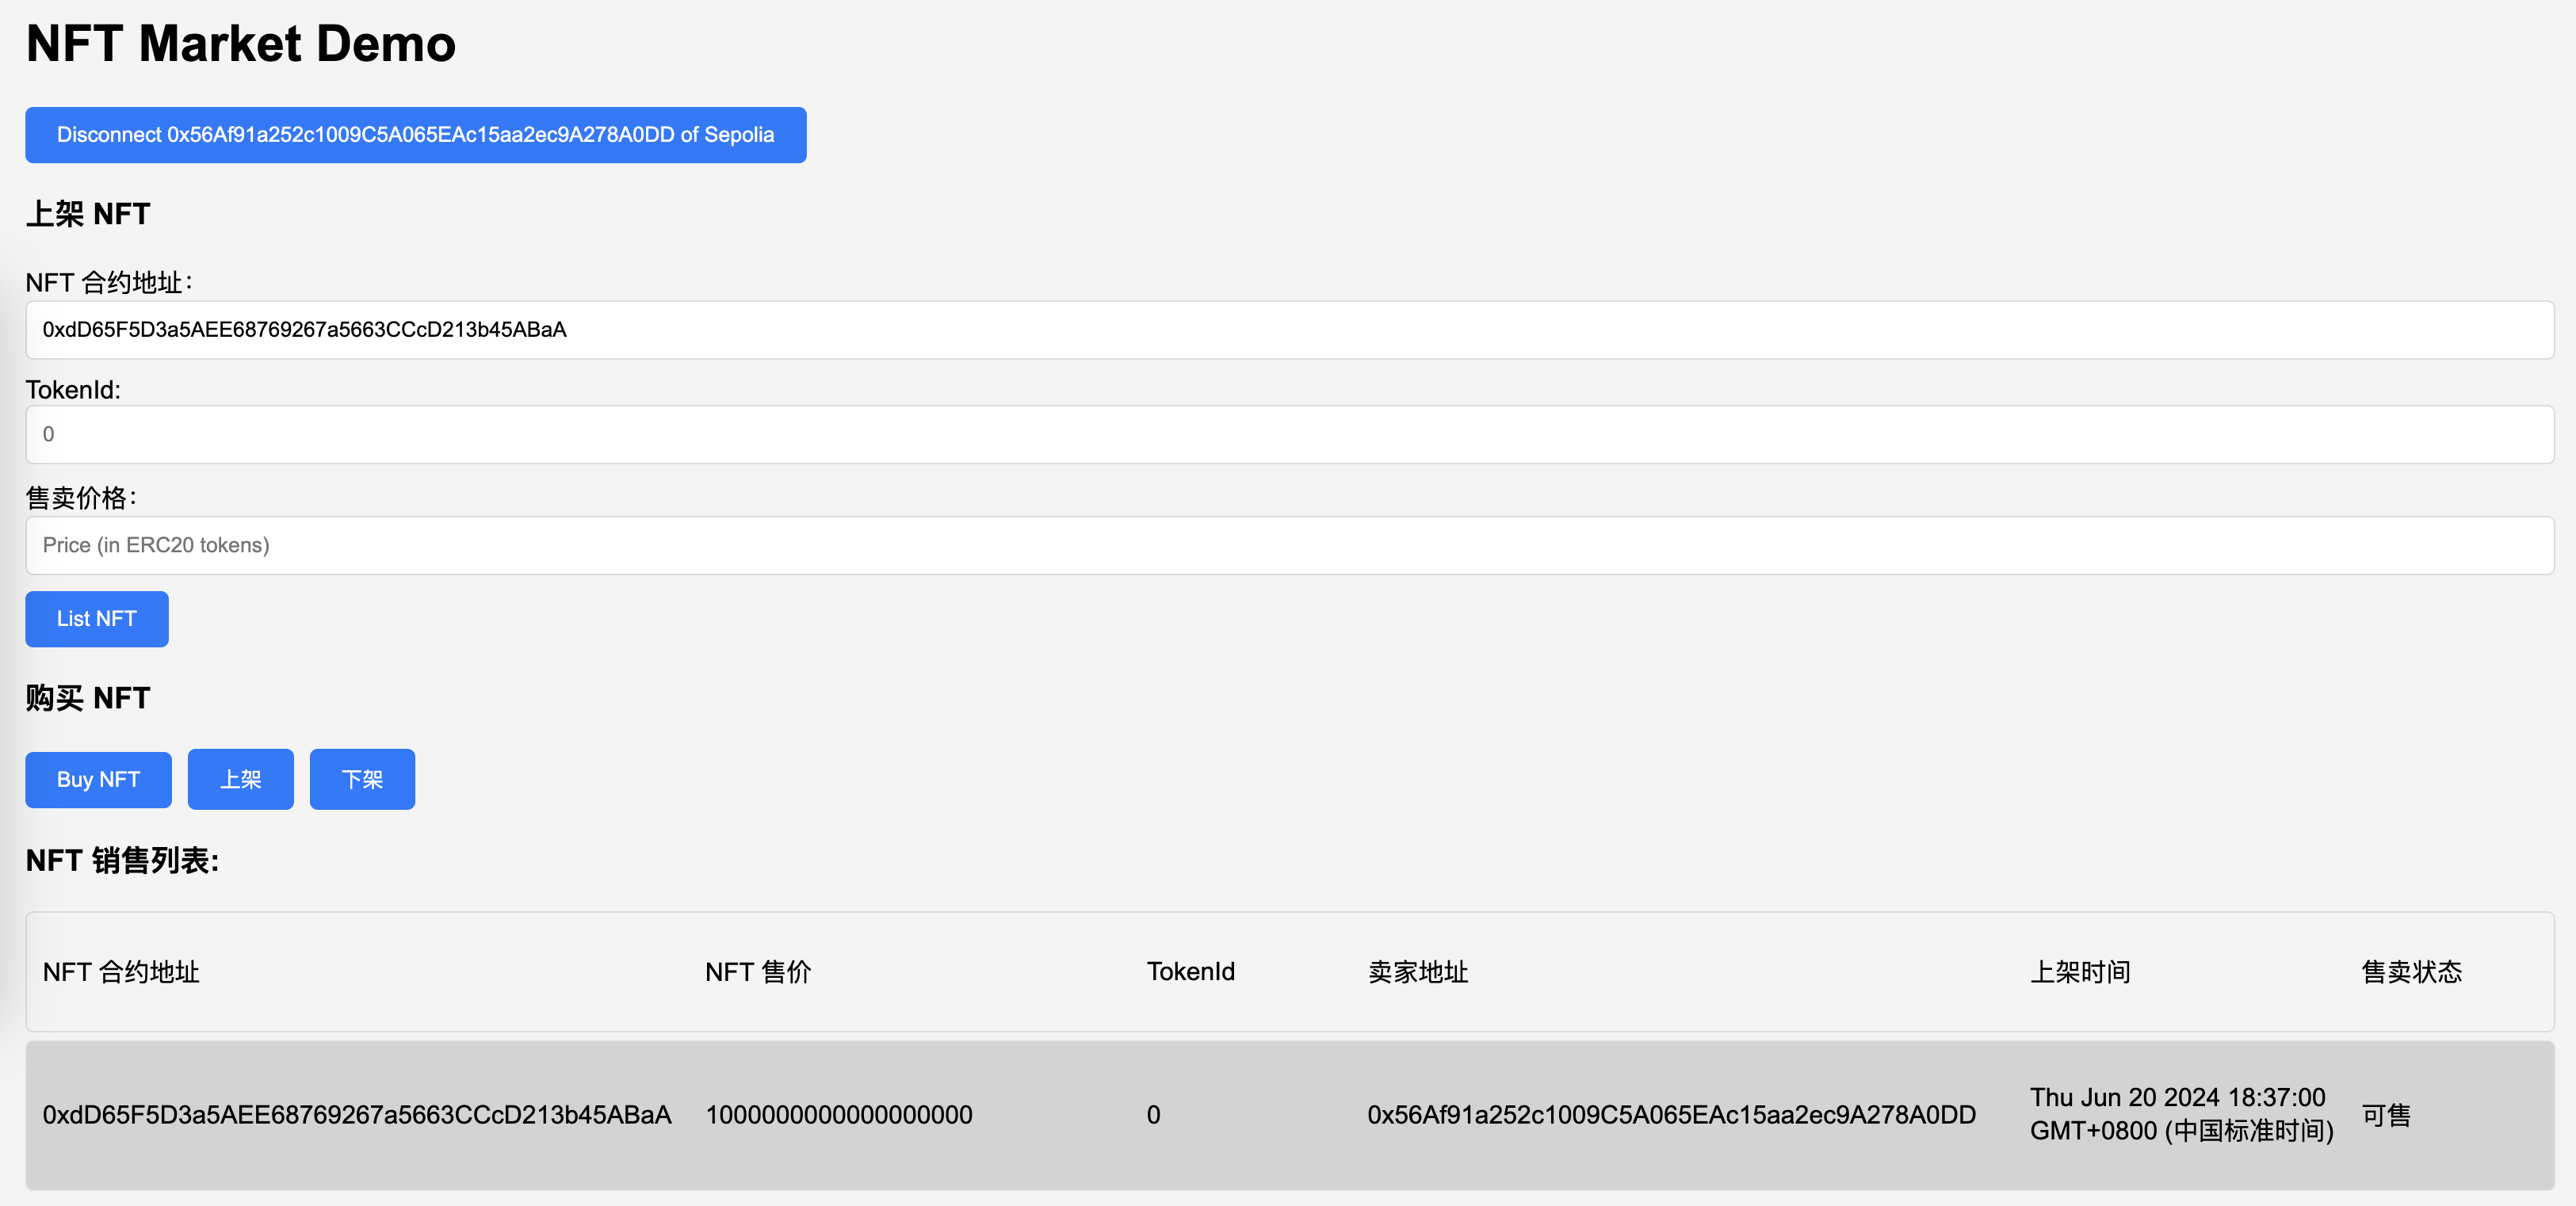 NFT Market Demo
Disconnect 0x56Af91a252c1009C5A065EAc15aa2ec9A278A0DD of Sepolia
上架 NFT
NFT 合约地址：
0xdD65F5D3a5AEE68769267a5663CCcD213b45ABaA
TokenId:
0
售卖价格：
Price (in ERC20 tokens)
List NFT
购买 NFT
Buy NFT 上架 下架
NFT 销售列表:
NFT 合约地址 NFT 售价 TokenId 卖家地址 上架时间 售卖状态
0xdD65F5D3a5AEE68769267a5663CCcD213b45ABaA 1000000000000000000 0 0x56Af91a252c1009C5A065EAc15aa2ec9A278A0DD Thu Jun 20 2024 18:37:00
GMT+0800 (中国标准时间) 可售